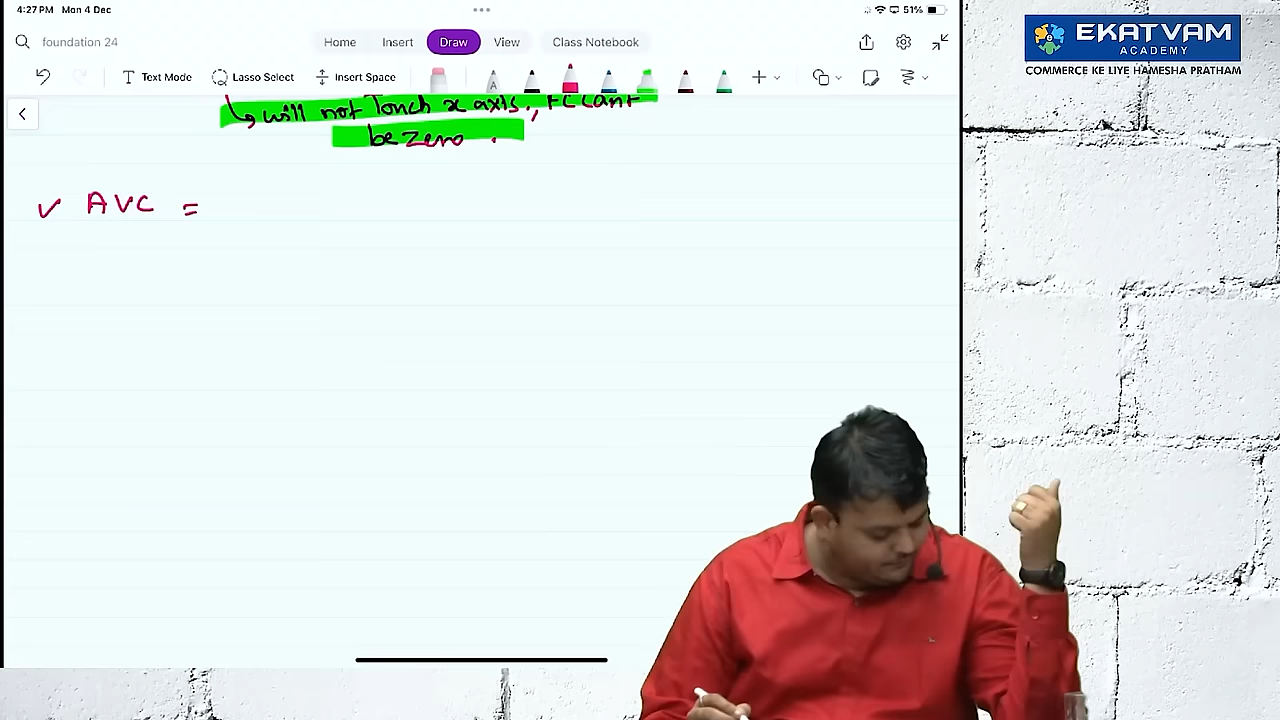 4:27 PM Mon 4 Dec
51%
foundation 24
Home Insert Draw View Class Notebook
Text Mode Lasso Select Insert Space
will not Touch x axis, FC cant
be zero.
✓ AVC =
EKATVAM
ACADEMY
COMMERCE KE LIYE HAMESHA PRATHAM